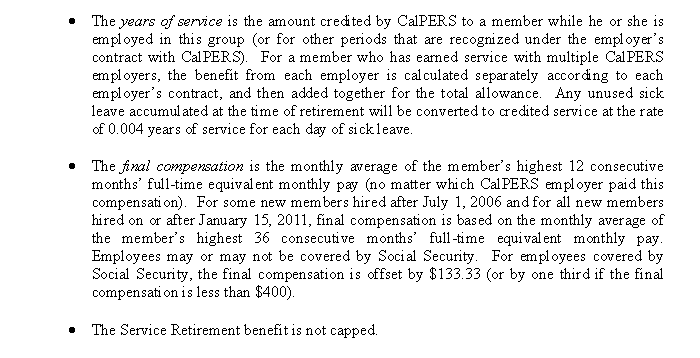 • The years of service is the amount credited by CalPERS to a member while he or she is
employed in this group (or for other periods that are recognized under the employer's
contract with CalPERS). For a member who has earned service with multiple CalPERS
employers, the benefit from each employer is calculated separately according to each
employer's contract, and then added together for the total allowance. Any unused sick
leave accumulated at the time of retirement will be converted to credited service at the rate
of 0.004 years of service for each day of sick leave.
• The final compensation is the monthly average of the member's highest 12 consecutive
months' full-time equivalent monthly pay (no matter which CalPERS employer paid this
compensation). For some new members hired after July 1, 2006 and for all new members
hired on or after January 15, 2011, final compensation is based on the monthly average of
the member's highest 36 consecutive months' full-time equivalent monthly pay.
Employees may or may not be covered by Social Security. For employees covered by
Social Security, the final compensation is offset by $133.33 (or by one third if the final
compensation is less than $400).
• The Service Retirement benefit is not capped.